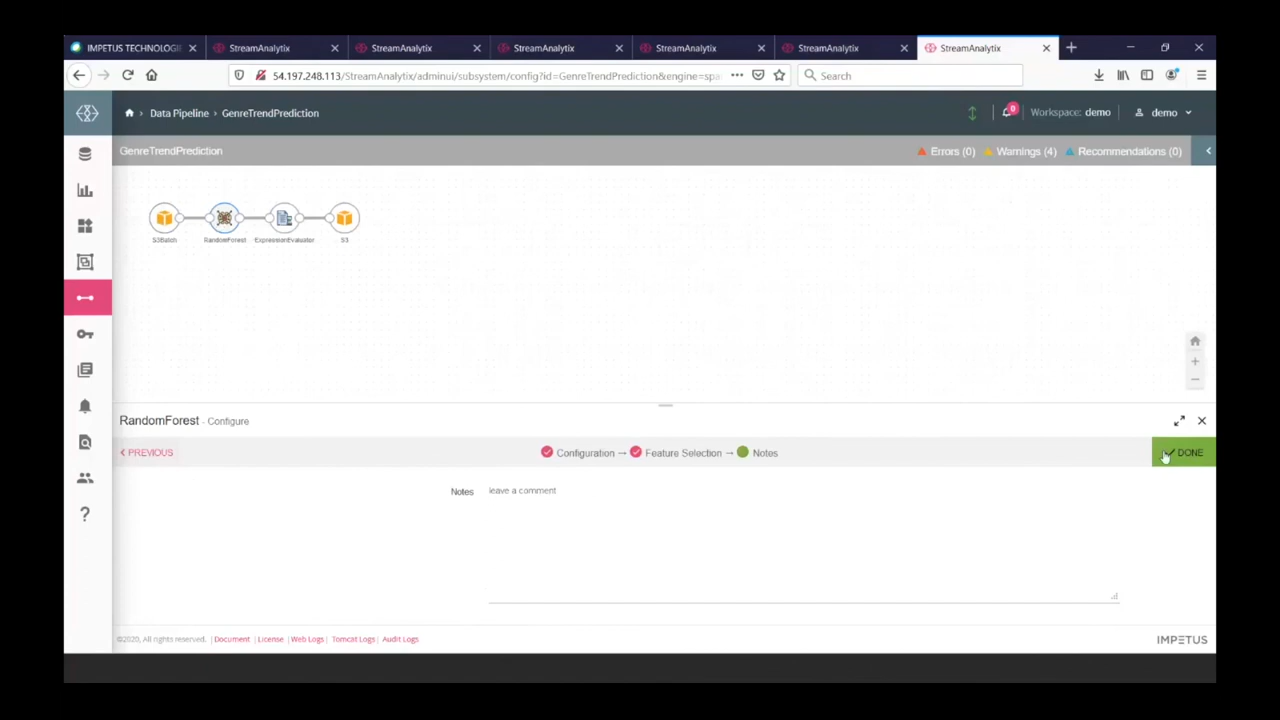 IMPETUS TECHNOLOGI
StreamAnalytix
StreamAnalytix
StreamAnalytix
StreamAnalytix
StreamAnalytix
StreamAnalytix
54.197.248.113/StreamAnalytix/adminui/subsystem/config?id=GenreTrendPrediction&engine=spa
Search
Data Pipeline › GenreTrendPrediction
0
Workspace: demo
demo
GenreTrendPrediction
Errors (0)
Warnings (4)
Recommendations (0)
S3Batch
RandomForest
ExpressionEvaluator
S3
RandomForest - Configure
PREVIOUS
Configuration → Feature Selection → Notes
DONE
Notes
leave a comment
©2020, All rights reserved. | Document | License | Web Logs | Tomcat Logs | Audit Logs
IMPETUS